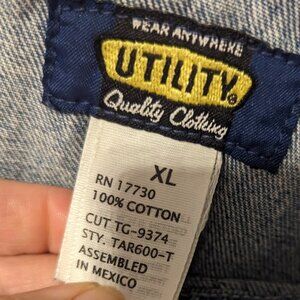 WEAR ANYWHERE
UTILITY®
Quality Clothing
XL
RN 17730
100% COTTON
CUT TG-9374
STY. TAR600-T
ASSEMBLED
IN MEXICO